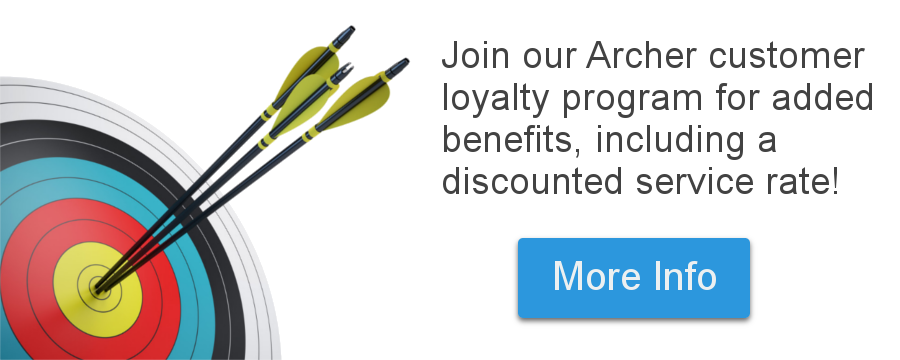 Join our Archer customer
loyalty program for added
benefits, including a
discounted service rate!
More Info